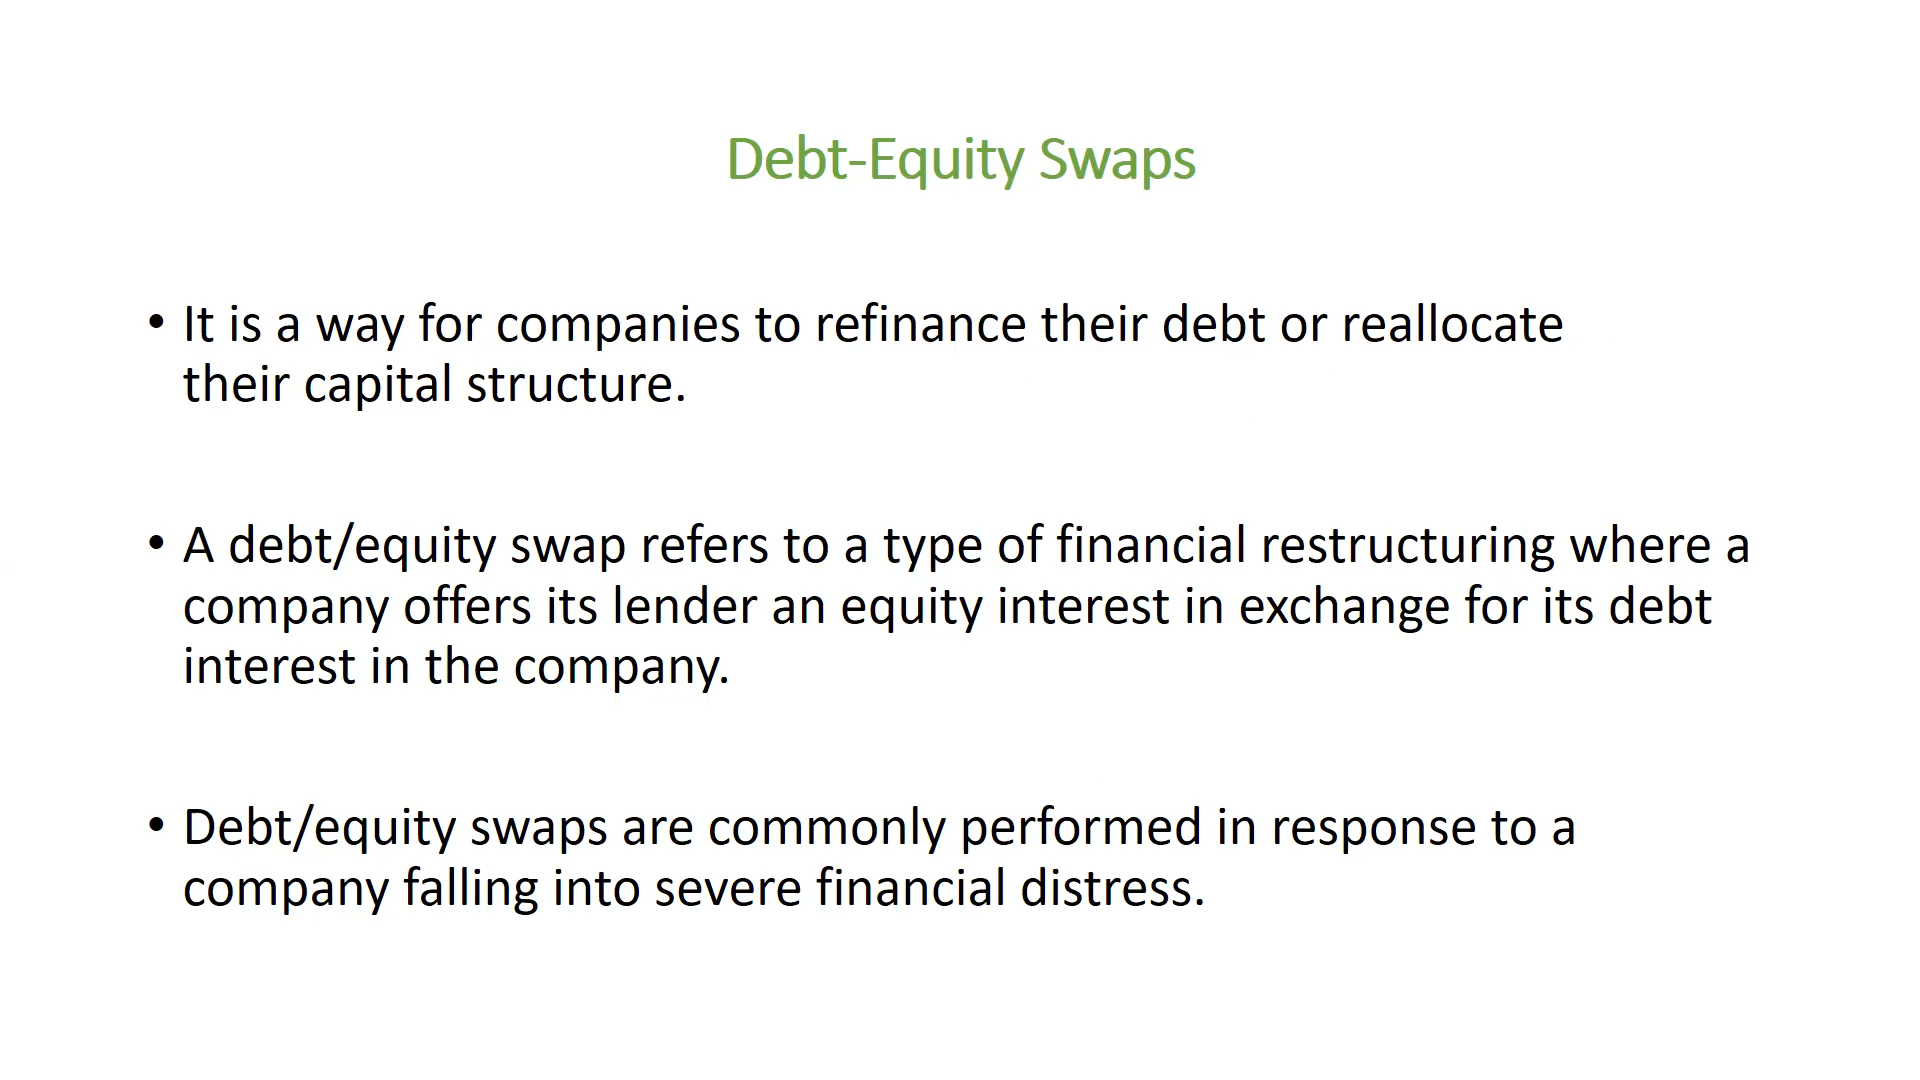 Debt-Equity Swaps
• It is a way for companies to refinance their debt or reallocate
their capital structure.
• A debt/equity swap refers to a type of financial restructuring where a
company offers its lender an equity interest in exchange for its debt
interest in the company.
• Debt/equity swaps are commonly performed in response to a
company falling into severe financial distress.